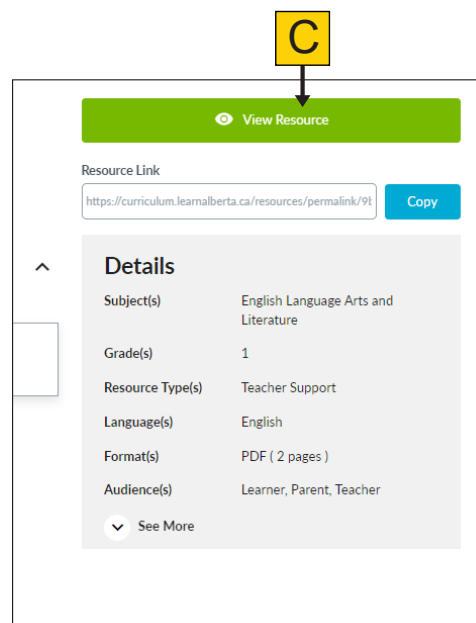 C
View Resource
Resource Link
https://curriculum.learnalberta.ca/resources/permalink/9b
Copy
Details
Subject(s) English Language Arts and
Literature
Grade(s) 1
Resource Type(s) Teacher Support
Language(s) English
Format(s) PDF ( 2 pages )
Audience(s) Learner, Parent, Teacher
See More